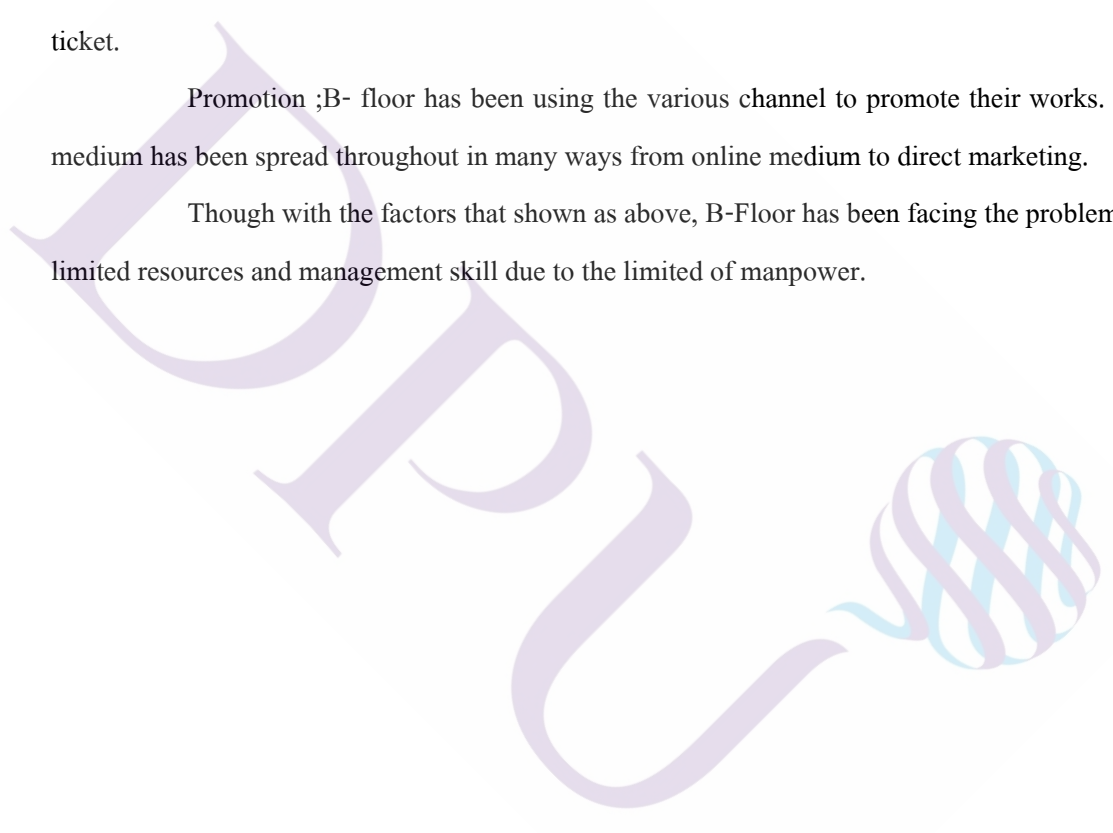 ticket.
Promotion ;B- floor has been using the various channel to promote their works.
medium has been spread throughout in many ways from online medium to direct marketing.
Though with the factors that shown as above, B-Floor has been facing the problem
limited resources and management skill due to the limited of manpower.
DPU